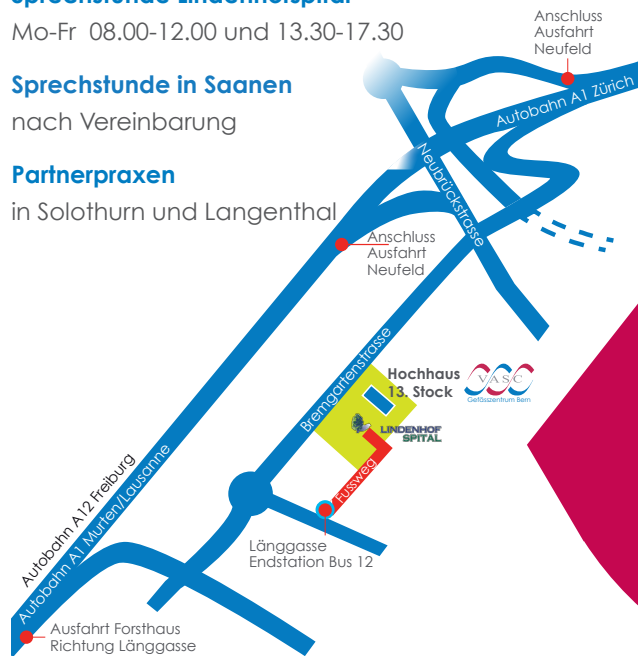 Sprechstunde Lindenhofspital
Mo-Fr 08.00-12.00 und 13.30-17.30
Sprechstunde in Saanen
nach Vereinbarung
Partnerpraxen
in Solothurn und Langenthal
Anschluss
Ausfahrt
Neufeld
Autobahn A1 Zürich
Neubrückstrasse
Anschluss
Ausfahrt
Neufeld
Bremgartenstrasse
Hochhaus
13. Stock
VASC
Gefässzentrum Bern
LINDENHOF
SPITAL
Fussweg
Autobahn A12 Freiburg
Autobahn A1 Murten/Lausanne
Länggasse
Endstation Bus 12
Ausfahrt Forsthaus
Richtung Länggasse